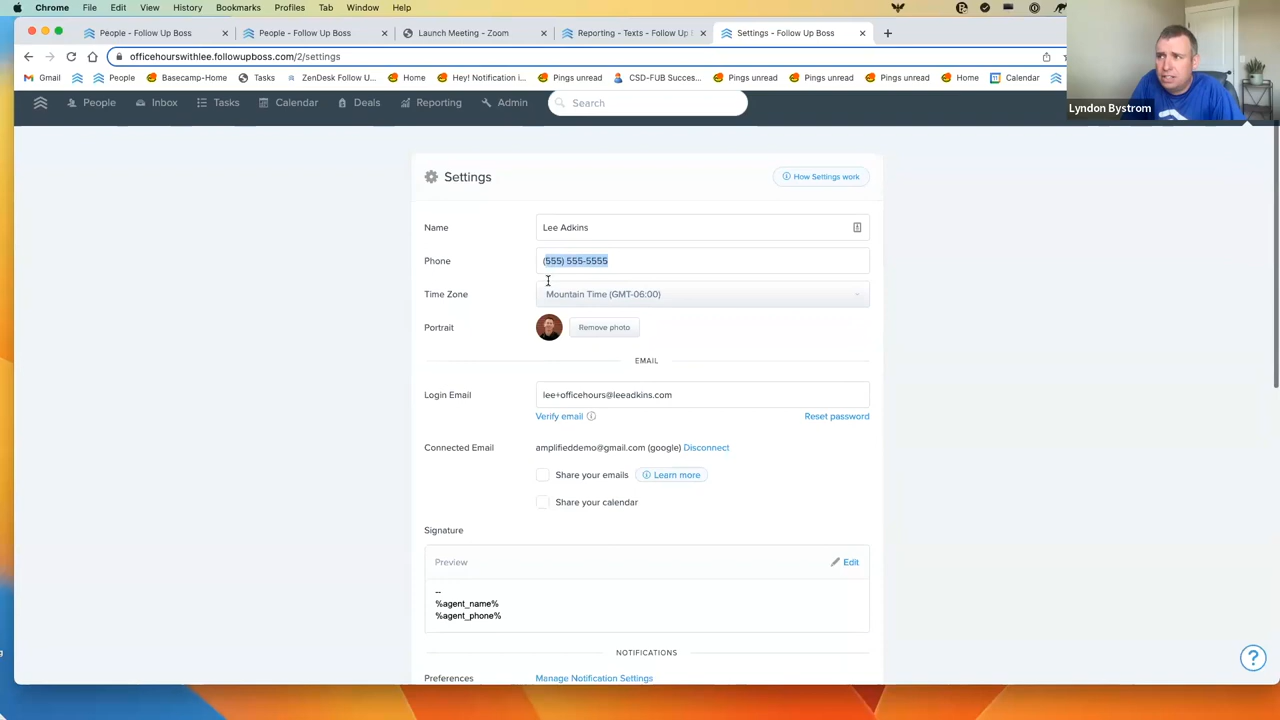 Chrome File Edit View History Bookmarks Profiles Tab Window Help
People - Follow Up Boss People - Follow Up Boss Launch Meeting - Zoom Reporting - Texts - Follow Up B Settings - Follow Up Boss
officehourswithlee.followupboss.com/2/settings
Gmail People Basecamp-Home Tasks ZenDesk Follow U... Home Hey! Notification i... Pings unread CSD-FUB Succes... Pings unread Pings unread Pings unread Home Calendar
People Inbox Tasks Calendar Deals Reporting Admin Search
Lyndon Bystrom
Settings How Settings work
Name Lee Adkins
Phone (555) 555-5555
Time Zone Mountain Time (GMT-06:00)
Portrait Remove photo
EMAIL
Login Email lee+officehours@leeadkins.com
Verify email Reset password
Connected Email amplifieddemo@gmail.com (google) Disconnect
Share your emails Learn more
Share your calendar
Signature
Preview Edit
--
%agent_name%
%agent_phone%
NOTIFICATIONS
Preferences Manage Notification Settings